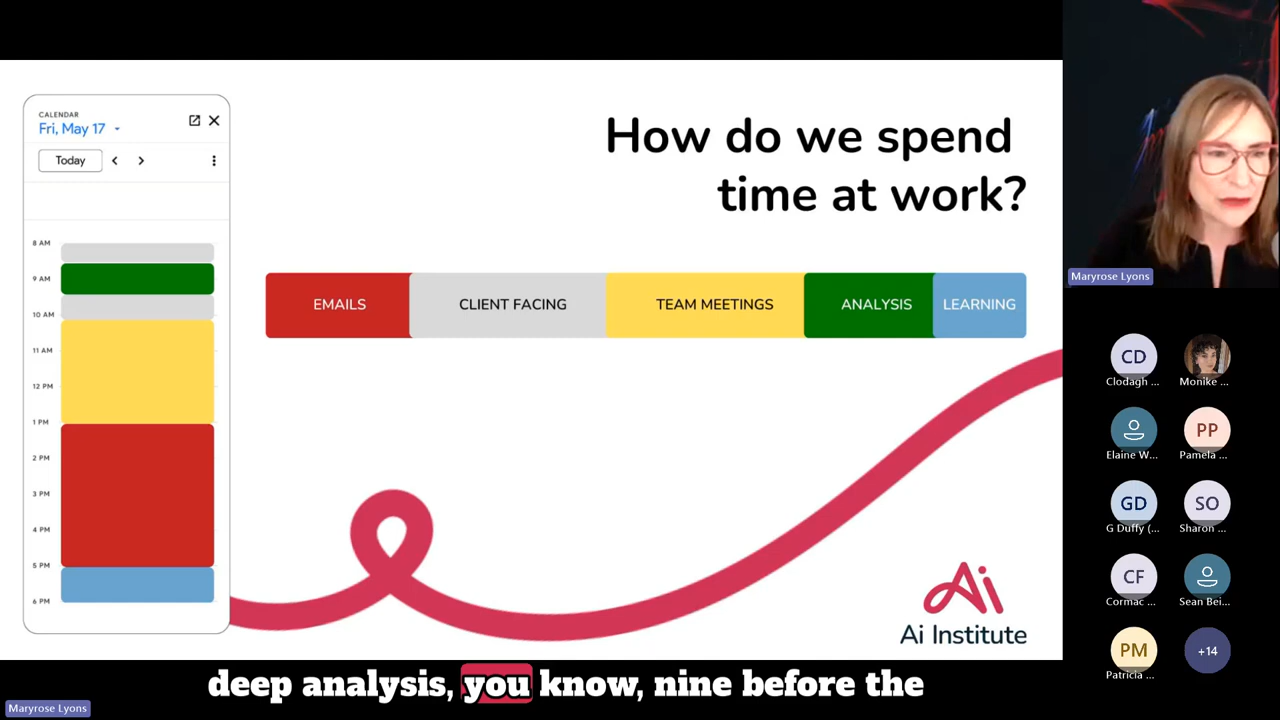 CALENDAR
Fri, May 17
Today
8 AM
9 AM
10 AM
11 AM
12 PM
1 PM
2 PM
3 PM
4 PM
5 PM
6 PM
How do we spend
time at work?
EMAILS CLIENT FACING TEAM MEETINGS ANALYSIS LEARNING
Ai
Ai Institute
Maryrose Lyons
CD
Clodagh ... Monike ...
PP
Elaine W... Pamela ...
GD SO
G Duffy (... Sharon ...
CF
Cormac ... Sean Bei...
PM +14
Patricia ...
deep analysis, you know, nine before the
Maryrose Lyons